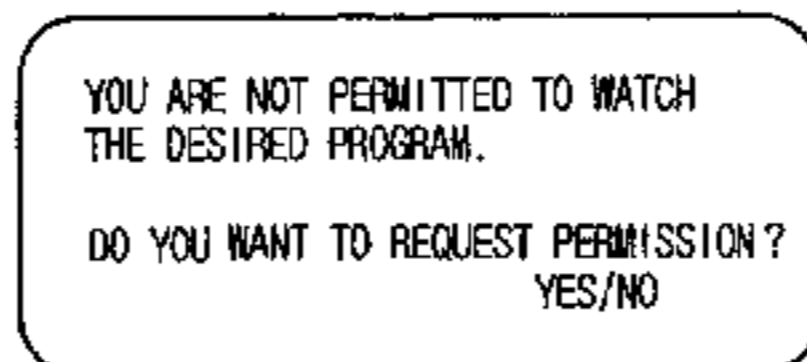 YOU ARE NOT PERMITTED TO WATCH
THE DESIRED PROGRAM.
DO YOU WANT TO REQUEST PERMISSION?
YES/NO